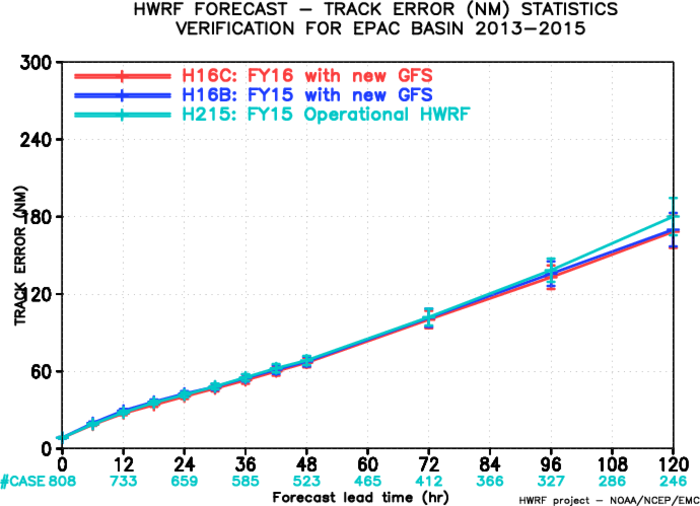 HWRF FORECAST – TRACK ERROR (NM) STATISTICS
VERIFICATION FOR EPAC BASIN 2013–2015
H16C: FY16 with new GFS
H16B: FY15 with new GFS
H215: FY15 Operational HWRF
TRACK ERROR (NM)
300
240
180
120
60
0
0 12 24 36 48 60 72 84 96 108 120
#CASE 808 733 659 585 523 465 412 366 327 286 246
Forecast lead time (hr)
HWRF project – NOAA/NCEP/EMC